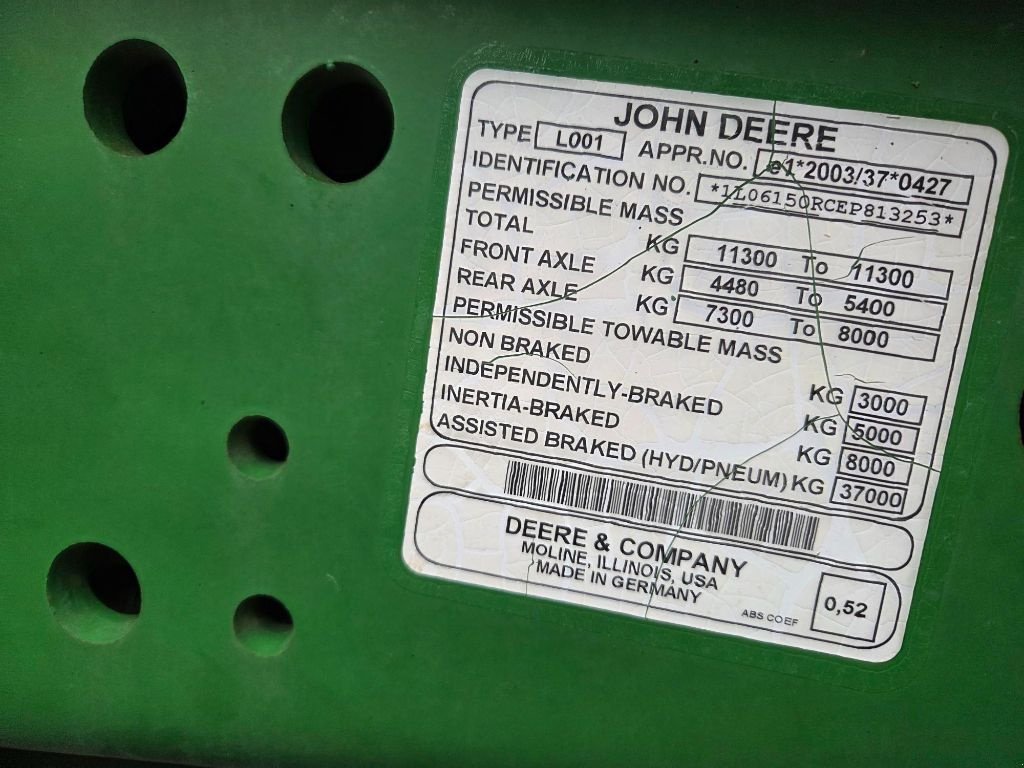 JOHN DEERE
TYPE L001 APPR.NO. e1*2003/37*0427
IDENTIFICATION NO. *1L06150RCEP813253*
PERMISSIBLE MASS
TOTAL KG 11300 To 11300
FRONT AXLE KG 4480 To 5400
REAR AXLE KG 7300 To 8000
PERMISSIBLE TOWABLE MASS
NON BRAKED KG 3000
INDEPENDENTLY-BRAKED KG 5000
INERTIA-BRAKED KG 8000
ASSISTED BRAKED (HYD/PNEUM) KG 37000
DEERE & COMPANY
MOLINE, ILLINOIS, USA
MADE IN GERMANY
ABS COEF 0,52